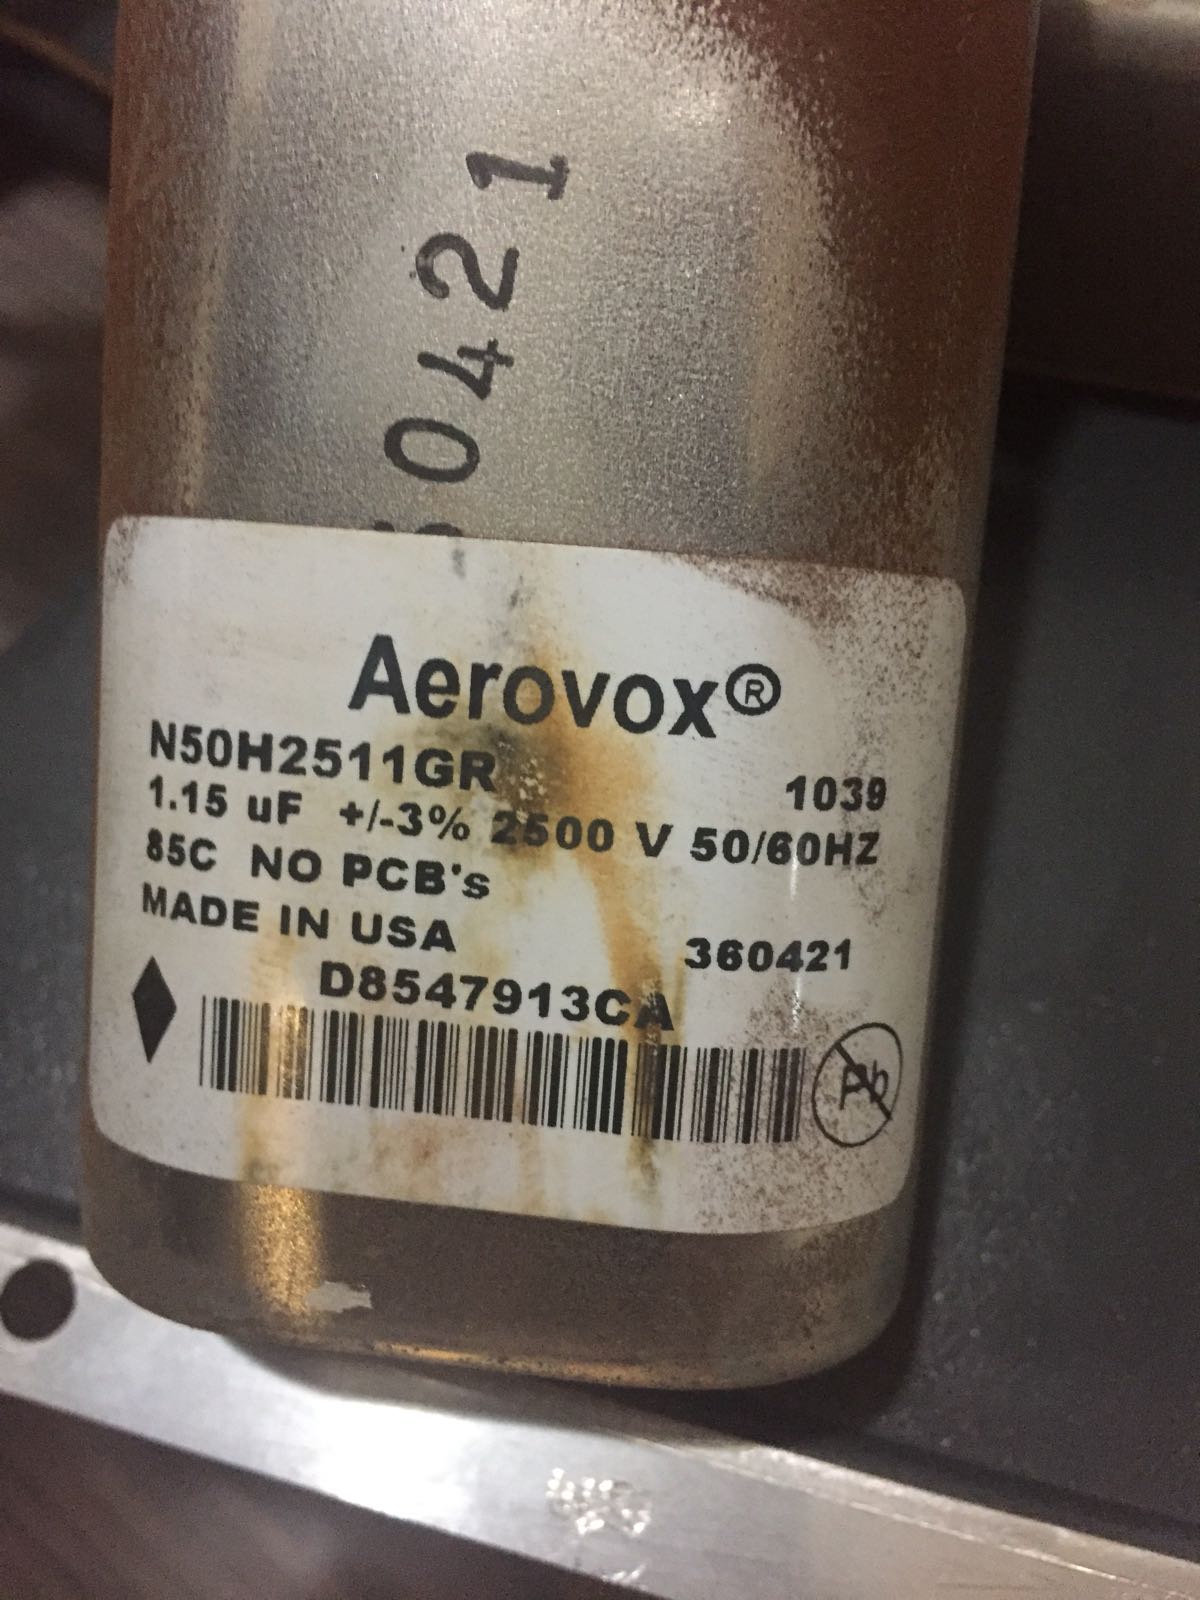 0421
Aerovox®
N50H2511GR 1039
1.15 uF +/-3% 2500 V 50/60HZ
85C NO PCB's
MADE IN USA 360421
D8547913CA
Pb